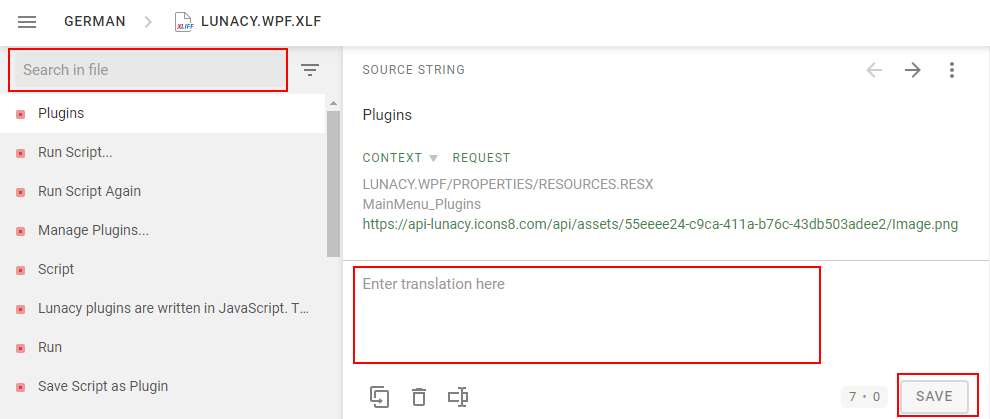 GERMAN
XLIFF
LUNACY.WPF.XLF
Search in file
Plugins
Run Script...
Run Script Again
Manage Plugins...
Script
Lunacy plugins are written in JavaScript. T...
Run
Save Script as Plugin
SOURCE STRING
Plugins
CONTEXT
REQUEST
LUNACY.WPF/PROPERTIES/RESOURCES.RESX
MainMenu_Plugins
https://api-lunacy.icons8.com/api/assets/55eeee24-c9ca-411a-b76c-43db503adee2/Image.png
Enter translation here
7 • 0
SAVE